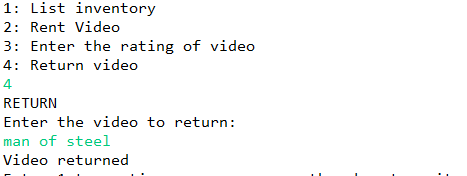 1: List inventory
2: Rent Video
3: Enter the rating of video
4: Return video
4
RETURN
Enter the video to return:
man of steel
Video returned